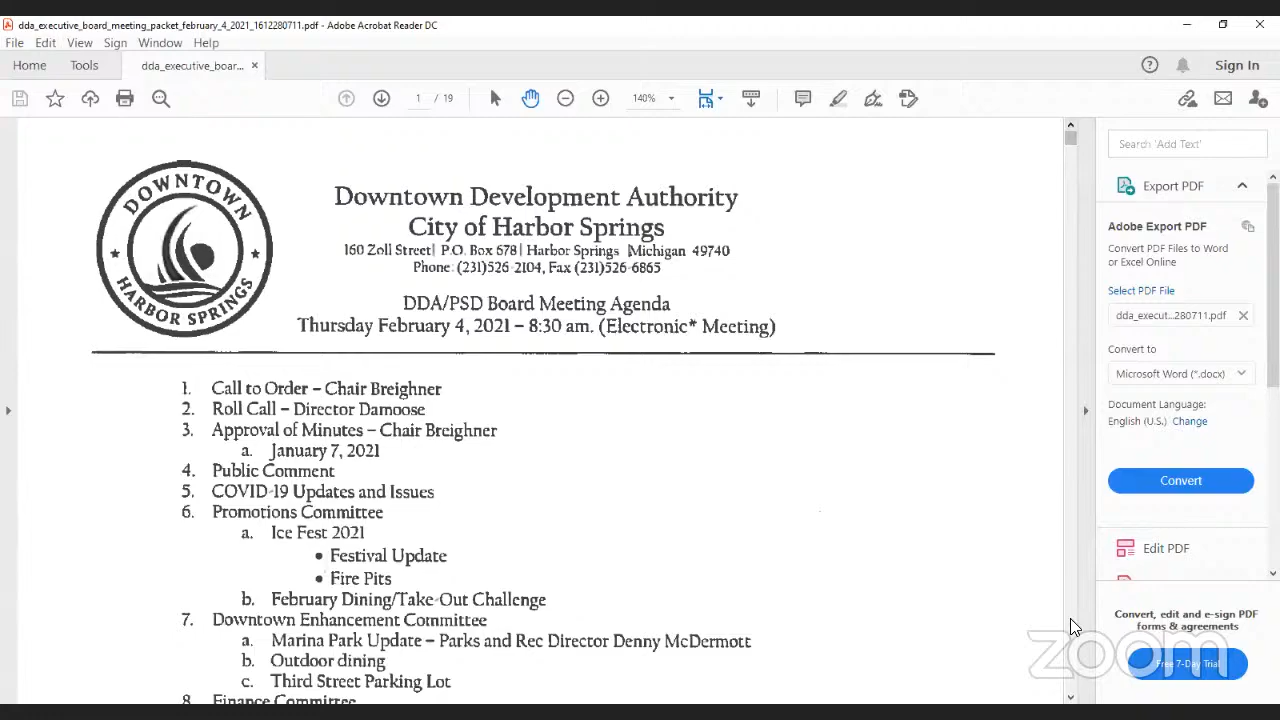 dda_executive_board_meeting_packet_february_4_2021_1612280711.pdf - Adobe Acrobat Reader DC
File Edit View Sign Window Help
Home Tools dda_executive_boar... × Sign In
1 / 19 140%
DOWNTOWN
HARBOR SPRINGS
Downtown Development Authority
City of Harbor Springs
160 Zoll Street| P.O. Box 678| Harbor Springs Michigan 49740
Phone: (231)526-2104, Fax (231)526-6865
DDA/PSD Board Meeting Agenda
Thursday February 4, 2021 – 8:30 am. (Electronic* Meeting)
1. Call to Order – Chair Breighner
2. Roll Call – Director Damoose
3. Approval of Minutes – Chair Breighner
a. January 7, 2021
4. Public Comment
5. COVID-19 Updates and Issues
6. Promotions Committee
a. Ice Fest 2021
• Festival Update
• Fire Pits
b. February Dining/Take-Out Challenge
7. Downtown Enhancement Committee
a. Marina Park Update – Parks and Rec Director Denny McDermott
b. Outdoor dining
c. Third Street Parking Lot
8. Finance Committee
Search 'Add Text'
Export PDF
Adobe Export PDF
Convert PDF Files to Word
or Excel Online
Select PDF File
dda_execut...280711.pdf ×
Convert to
Microsoft Word (*.docx)
Document Language:
English (U.S.) Change
Convert
Edit PDF
Convert, edit and e-sign PDF
forms & agreements
Free 7-Day Trial
zoom